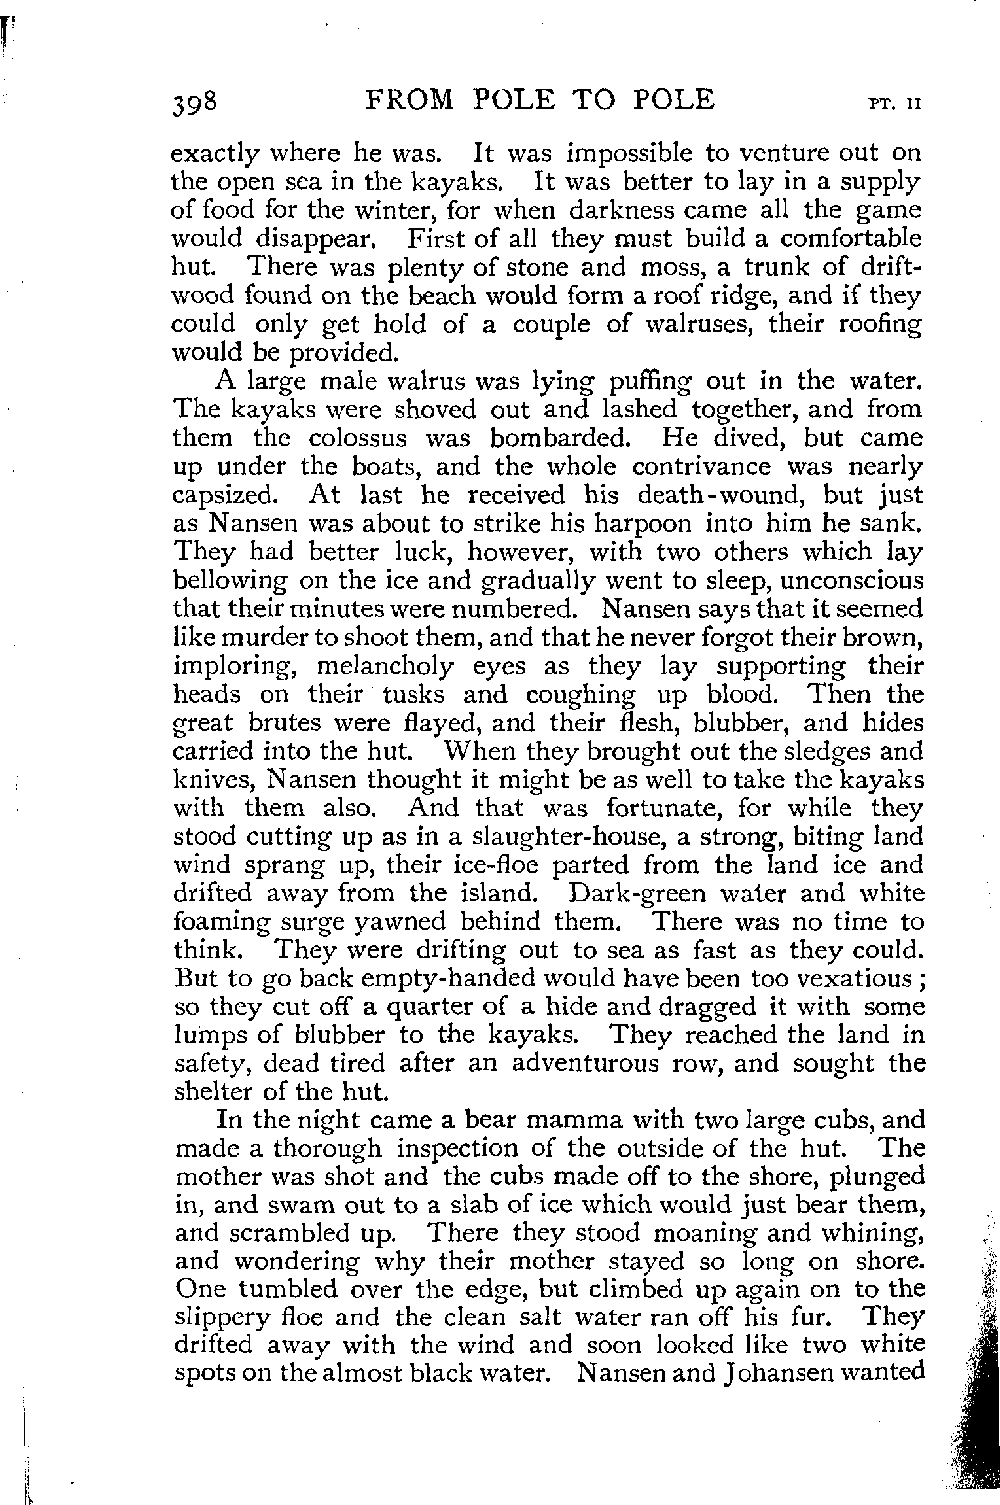 398 FROM POLE TO POLE PT. II
exactly where he was. It was impossible to venture out on
the open sea in the kayaks. It was better to lay in a supply
of food for the winter, for when darkness came all the game
would disappear. First of all they must build a comfortable
hut. There was plenty of stone and moss, a trunk of drift-
wood found on the beach would form a roof ridge, and if they
could only get hold of a couple of walruses, their roofing
would be provided.
A large male walrus was lying puffing out in the water.
The kayaks were shoved out and lashed together, and from
them the colossus was bombarded. He dived, but came
up under the boats, and the whole contrivance was nearly
capsized. At last he received his death-wound, but just
as Nansen was about to strike his harpoon into him he sank.
They had better luck, however, with two others which lay
bellowing on the ice and gradually went to sleep, unconscious
that their minutes were numbered. Nansen says that it seemed
like murder to shoot them, and that he never forgot their brown,
imploring, melancholy eyes as they lay supporting their
heads on their tusks and coughing up blood. Then the
great brutes were flayed, and their flesh, blubber, and hides
carried into the hut. When they brought out the sledges and
knives, Nansen thought it might be as well to take the kayaks
with them also. And that was fortunate, for while they
stood cutting up as in a slaughter-house, a strong, biting land
wind sprang up, their ice-floe parted from the land ice and
drifted away from the island. Dark-green water and white
foaming surge yawned behind them. There was no time to
think. They were drifting out to sea as fast as they could.
But to go back empty-handed would have been too vexatious ;
so they cut off a quarter of a hide and dragged it with some
lumps of blubber to the kayaks. They reached the land in
safety, dead tired after an adventurous row, and sought the
shelter of the hut.
In the night came a bear mamma with two large cubs, and
made a thorough inspection of the outside of the hut. The
mother was shot and the cubs made off to the shore, plunged
in, and swam out to a slab of ice which would just bear them,
and scrambled up. There they stood moaning and whining,
and wondering why their mother stayed so long on shore.
One tumbled over the edge, but climbed up again on to the
slippery floe and the clean salt water ran off his fur. They
drifted away with the wind and soon looked like two white
spots on the almost black water. Nansen and Johansen wanted